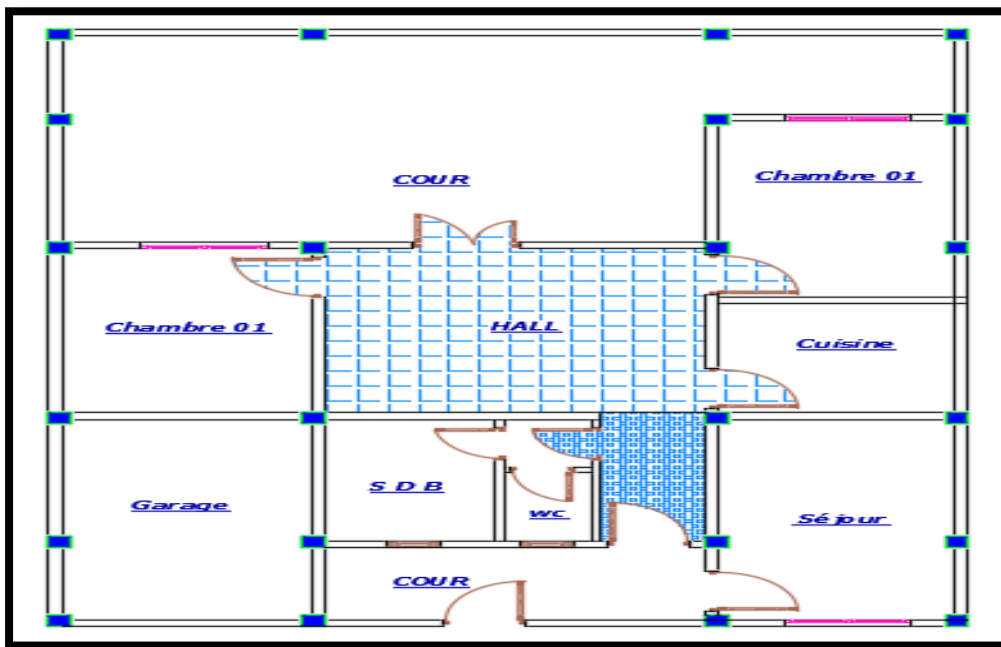 COUR
Chambre 01
Chambre 01
HALL
Cuisine
S D B
Garage
wc
Séjour
COUR